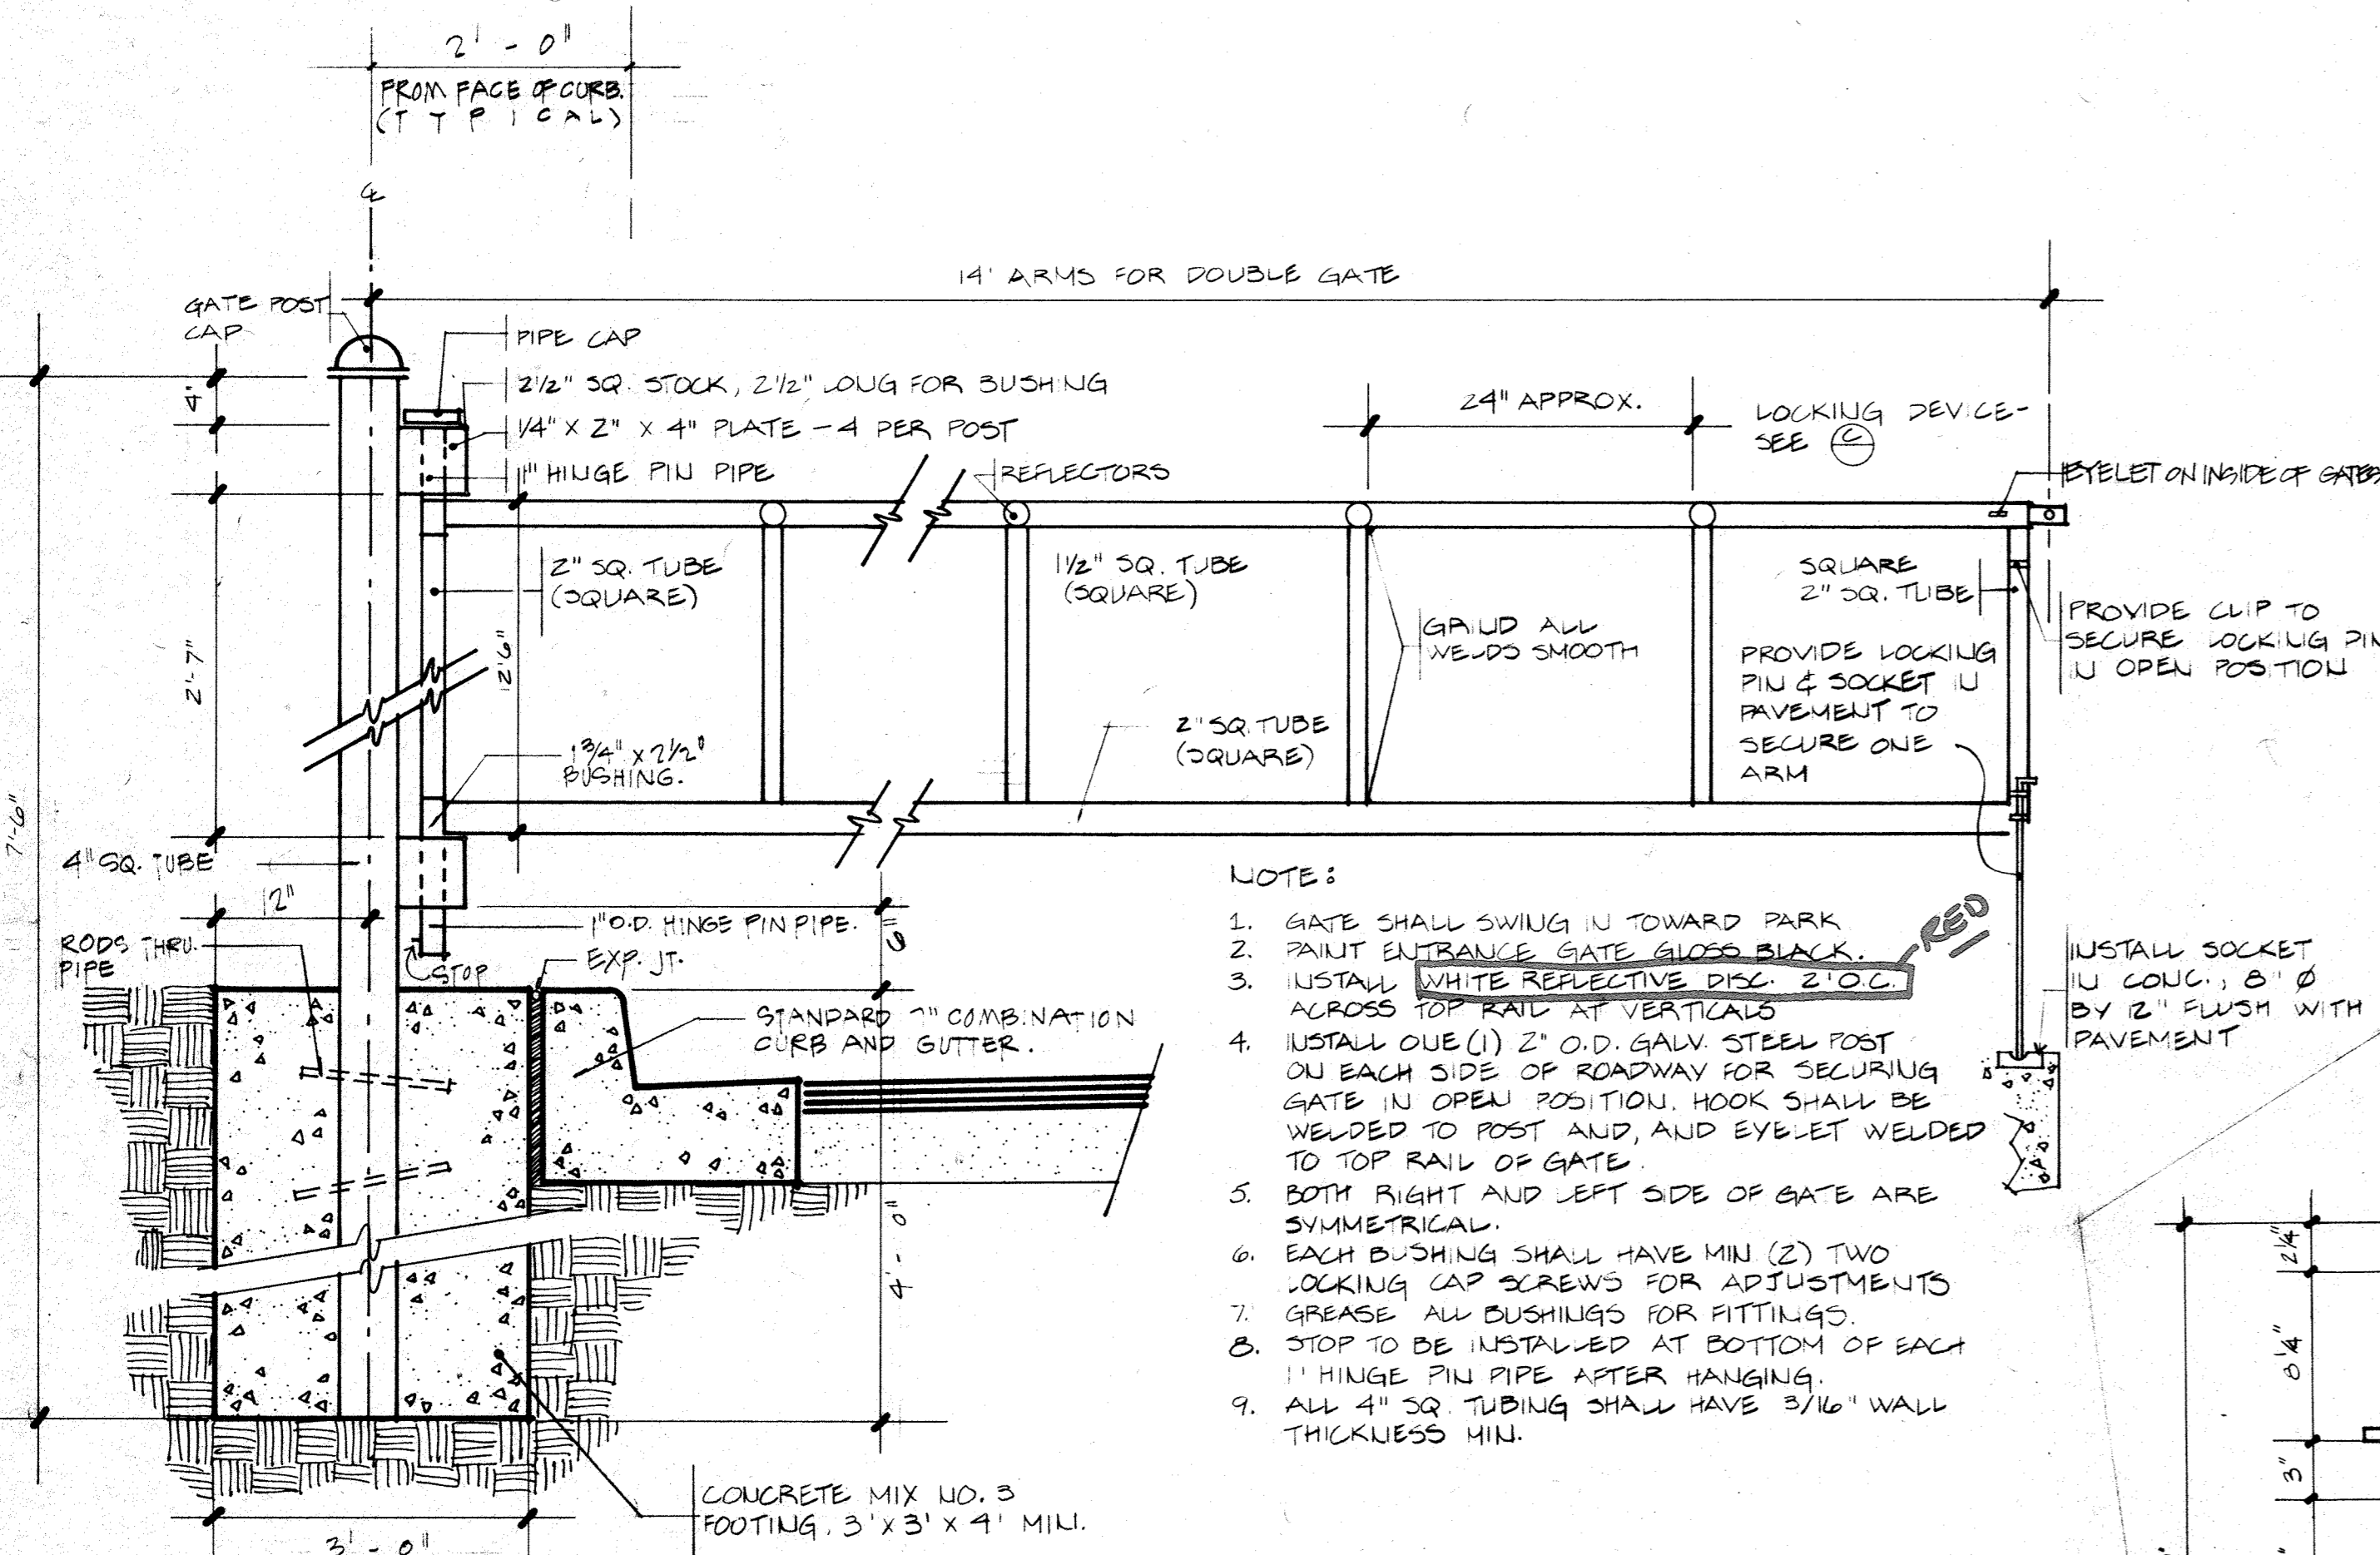 2' - 0"
FROM FACE OF CURB.
(TYPICAL)
℄
14' ARMS FOR DOUBLE GATE
GATE POST
CAP
PIPE CAP
2 1/2" SQ. STOCK, 2 1/2" LONG FOR BUSHING
1/4" X 2" X 4" PLATE - 4 PER POST
1" HINGE PIN PIPE
REFLECTORS
24" APPROX.
LOCKING DEVICE-
SEE C
EYELET ON INSIDE OF GATES
4"
2'-7"
7'-6"
2'6"
2" SQ. TUBE
(SQUARE)
1 1/2" SQ. TUBE
(SQUARE)
GRIND ALL
WELDS SMOOTH
SQUARE
2" SQ. TUBE
PROVIDE CLIP TO
SECURE LOCKING PIN
IN OPEN POSITION
PROVIDE LOCKING
PIN & SOCKET IN
PAVEMENT TO
SECURE ONE
ARM
1 3/4" X 2 1/2"
BUSHING.
2" SQ. TUBE
(SQUARE)
4" SQ. TUBE
12"
RODS THRU.
PIPE
STOP
1" O.D. HINGE PIN PIPE.
EXP. JT.
6"
STANDARD 7" COMBINATION
CURB AND GUTTER.
4'-0"
CONCRETE MIX NO. 3
FOOTING. 3' X 3' X 4' MIN.
3' - 0"
NOTE:
1. GATE SHALL SWING IN TOWARD PARK
2. PAINT ENTRANCE GATE GLOSS BLACK.
RED
3. INSTALL WHITE REFLECTIVE DISC. 2' O.C.
ACROSS TOP RAIL AT VERTICALS
4. INSTALL ONE (1) 2" O.D. GALV. STEEL POST
ON EACH SIDE OF ROADWAY FOR SECURING
GATE IN OPEN POSITION. HOOK SHALL BE
WELDED TO POST AND, AND EYELET WELDED
TO TOP RAIL OF GATE.
5. BOTH RIGHT AND LEFT SIDE OF GATE ARE
SYMMETRICAL.
6. EACH BUSHING SHALL HAVE MIN (2) TWO
LOCKING CAP SCREWS FOR ADJUSTMENTS
7. GREASE ALL BUSHINGS FOR FITTINGS.
8. STOP TO BE INSTALLED AT BOTTOM OF EACH
1" HINGE PIN PIPE AFTER HANGING.
9. ALL 4" SQ. TUBING SHALL HAVE 3/16" WALL
THICKNESS MIN.
INSTALL SOCKET
IN CONC., 8" Ø
BY 12" FLUSH WITH
PAVEMENT
2 1/4"
8 1/4"
3"